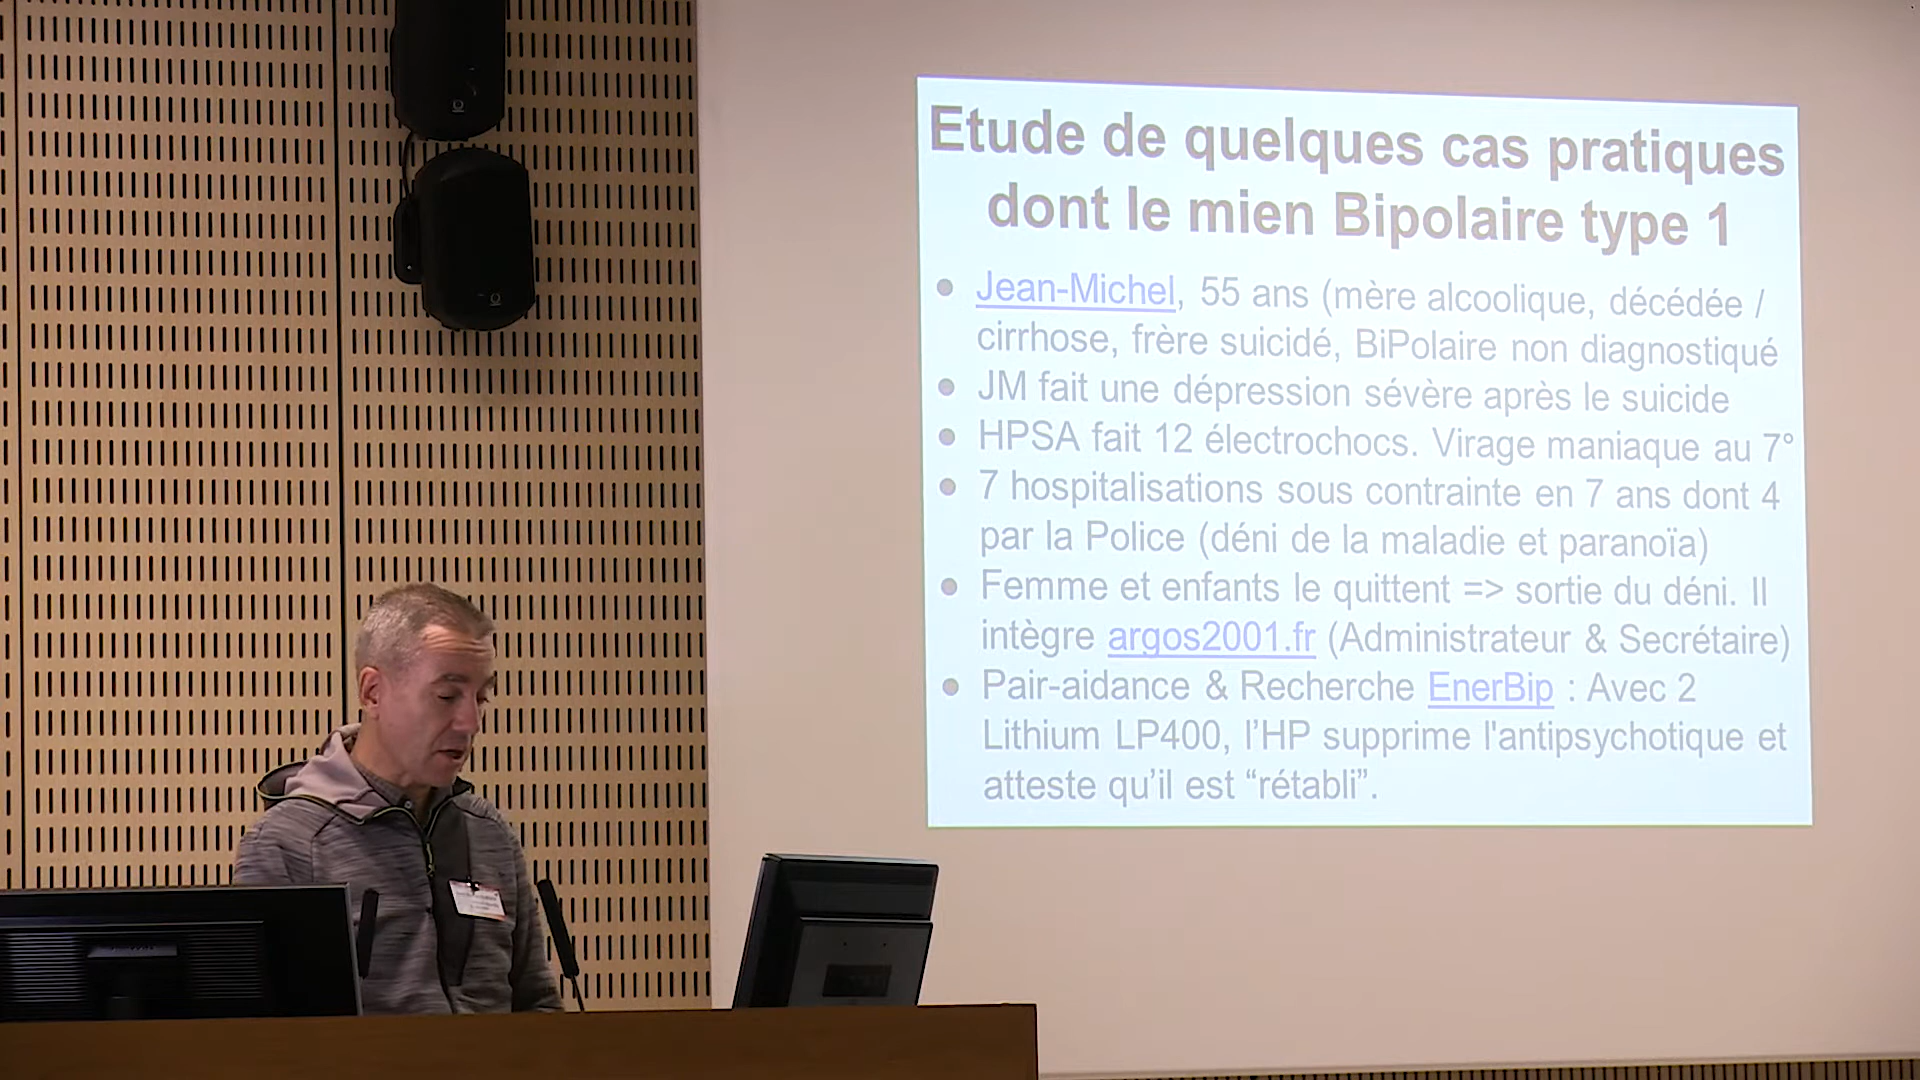 Etude de quelques cas pratiques
dont le mien Bipolaire type 1
● Jean-Michel, 55 ans (mère alcoolique, décédée /
cirrhose, frère suicidé, BiPolaire non diagnostiqué
● JM fait une dépression sévère après le suicide
● HPSA fait 12 électrochocs. Virage maniaque au 7°
● 7 hospitalisations sous contrainte en 7 ans dont 4
par la Police (déni de la maladie et paranoïa)
● Femme et enfants le quittent => sortie du déni. Il
intègre argos2001.fr (Administrateur & Secrétaire)
● Pair-aidance & Recherche EnerBip : Avec 2
Lithium LP400, l'HP supprime l'antipsychotique et
atteste qu'il est “rétabli”.